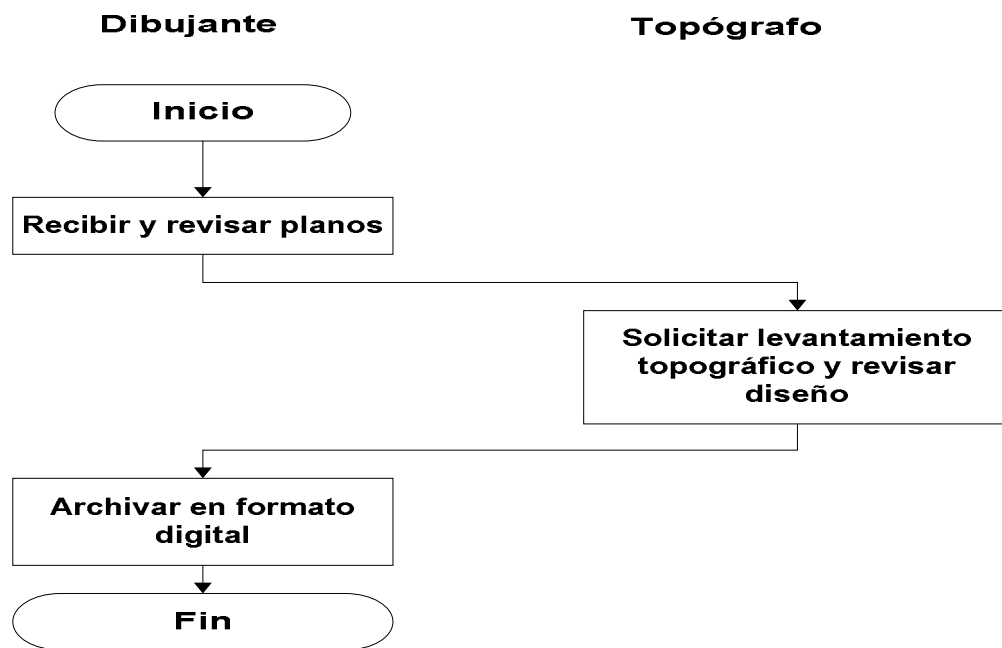 Dibujante
Topógrafo
Inicio
Recibir y revisar planos
Solicitar levantamiento
topográfico y revisar
diseño
Archivar en formato
digital
Fin